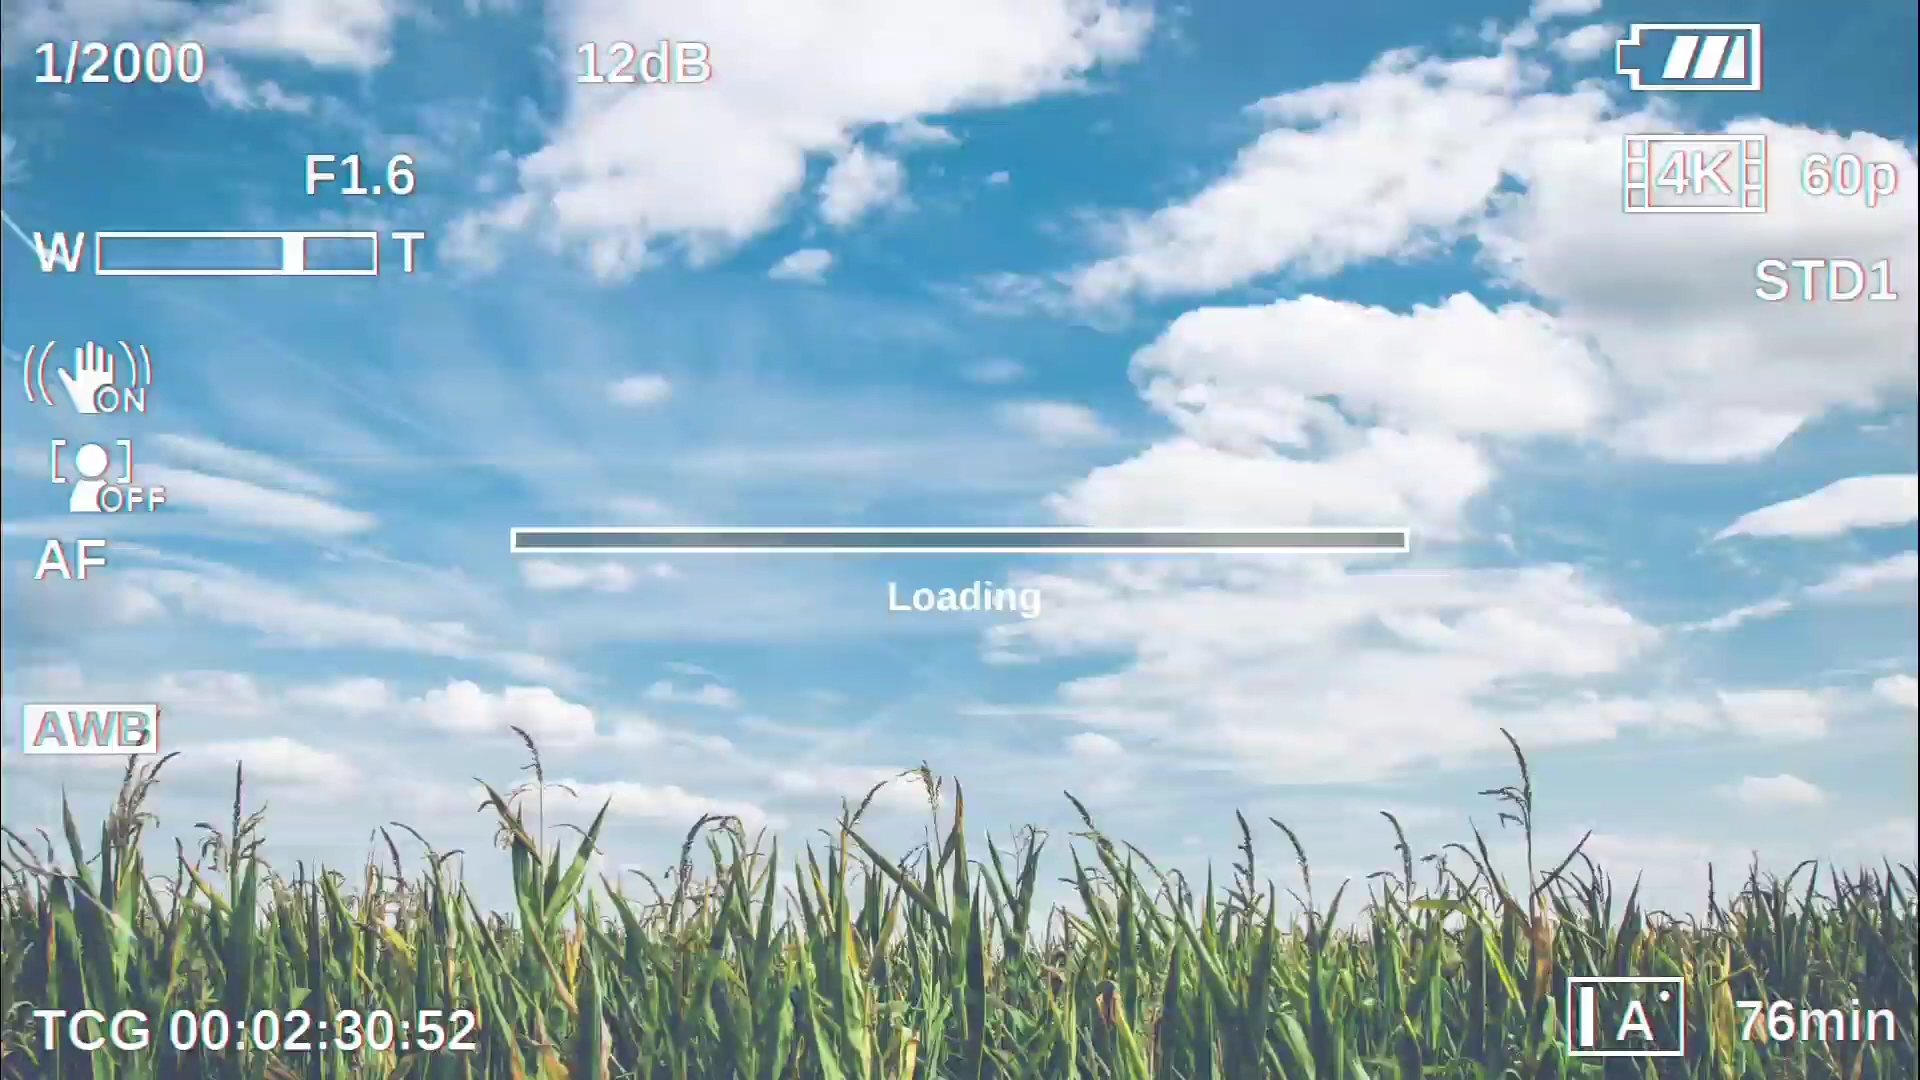 1/2000
12dB
F1.6
4K 60p
W T
STD1
ON
OFF
AF
Loading
AWB
TCG 00:02:30:52
A 76min